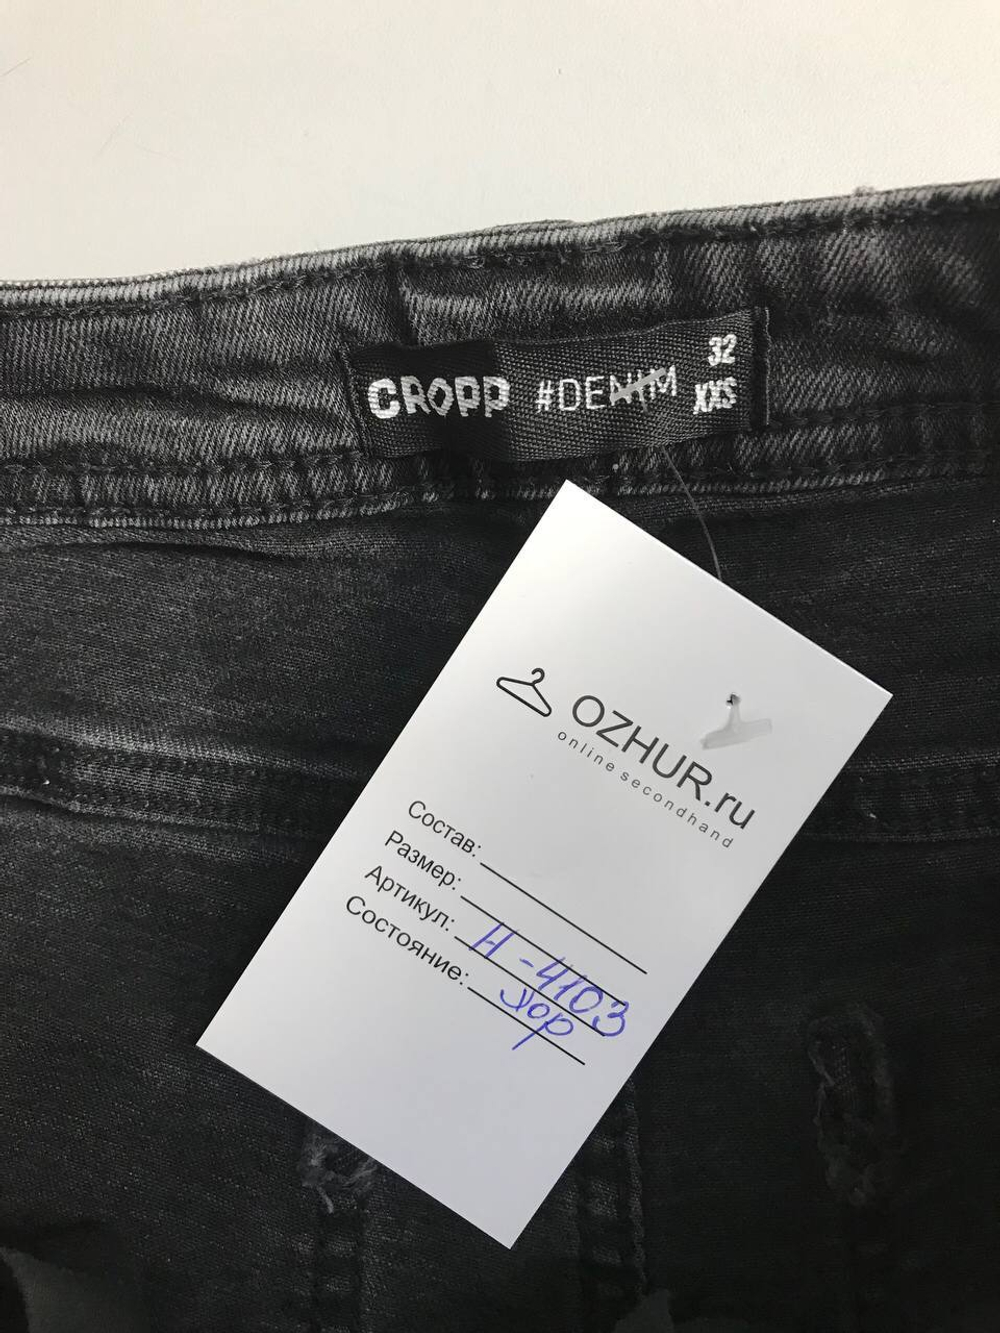 CROPP #DENIM 32
XXS
OZHUR.ru
online secondhand
Состав:
Размер:
Артикул: Н-4103
Состояние: хор